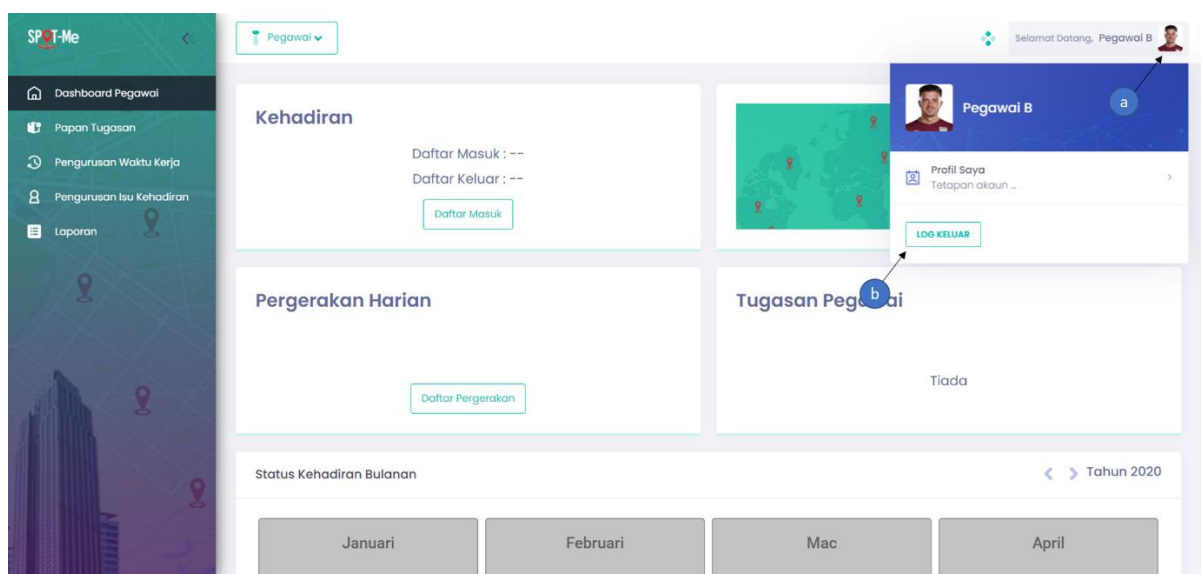 SPOT-Me
Pegawai
Selamat Datang, Pegawai B
a
Pegawai B
Profil Saya
Tetapan akaun ...
LOG KELUAR
b
Dashboard Pegawai
Papan Tugasan
Pengurusan Waktu Kerja
Pengurusan Isu Kehadiran
Laporan
Kehadiran
Daftar Masuk : --
Daftar Keluar : --
Daftar Masuk
Pergerakan Harian
Daftar Pergerakan
Tugasan Pegawai
Tiada
Status Kehadiran Bulanan
Tahun 2020
Januari
Februari
Mac
April